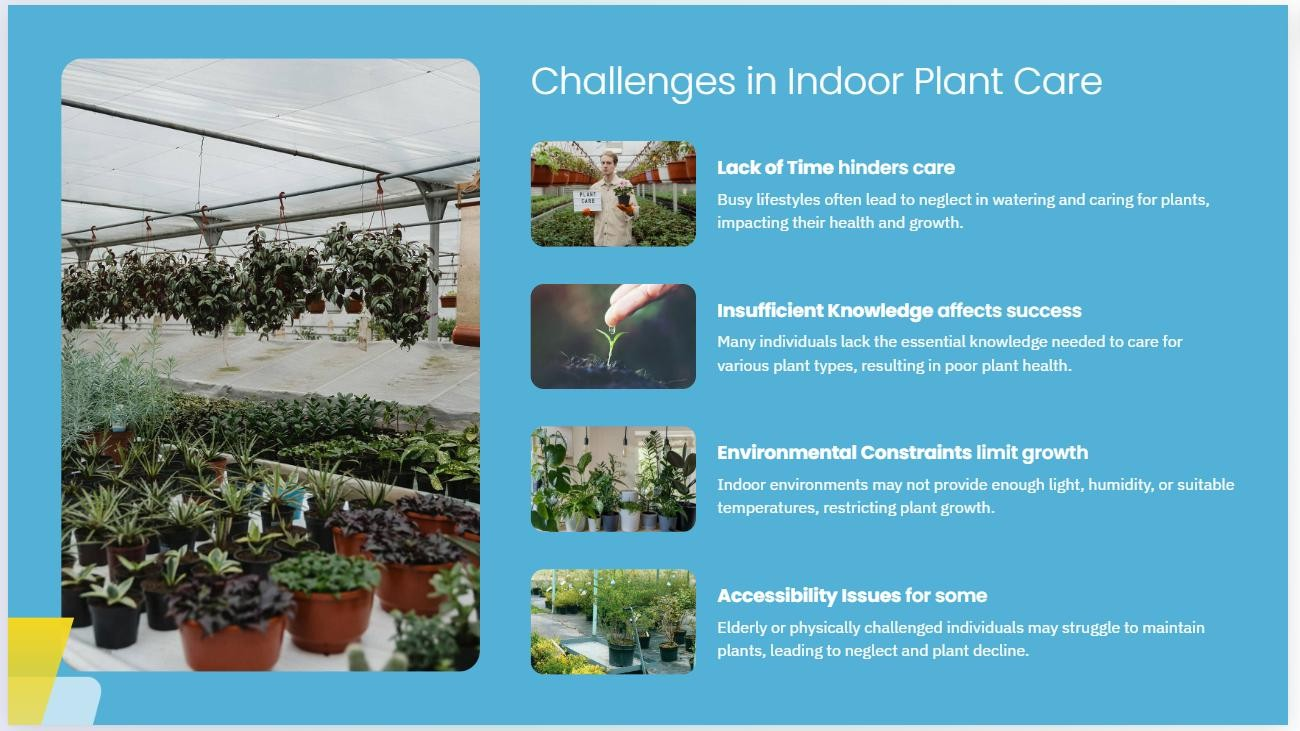 Challenges in Indoor Plant Care
PLANT
CARE
Lack of Time hinders care
Busy lifestyles often lead to neglect in watering and caring for plants,
impacting their health and growth.
Insufficient Knowledge affects success
Many individuals lack the essential knowledge needed to care for
various plant types, resulting in poor plant health.
Environmental Constraints limit growth
Indoor environments may not provide enough light, humidity, or suitable
temperatures, restricting plant growth.
Accessibility Issues for some
Elderly or physically challenged individuals may struggle to maintain
plants, leading to neglect and plant decline.